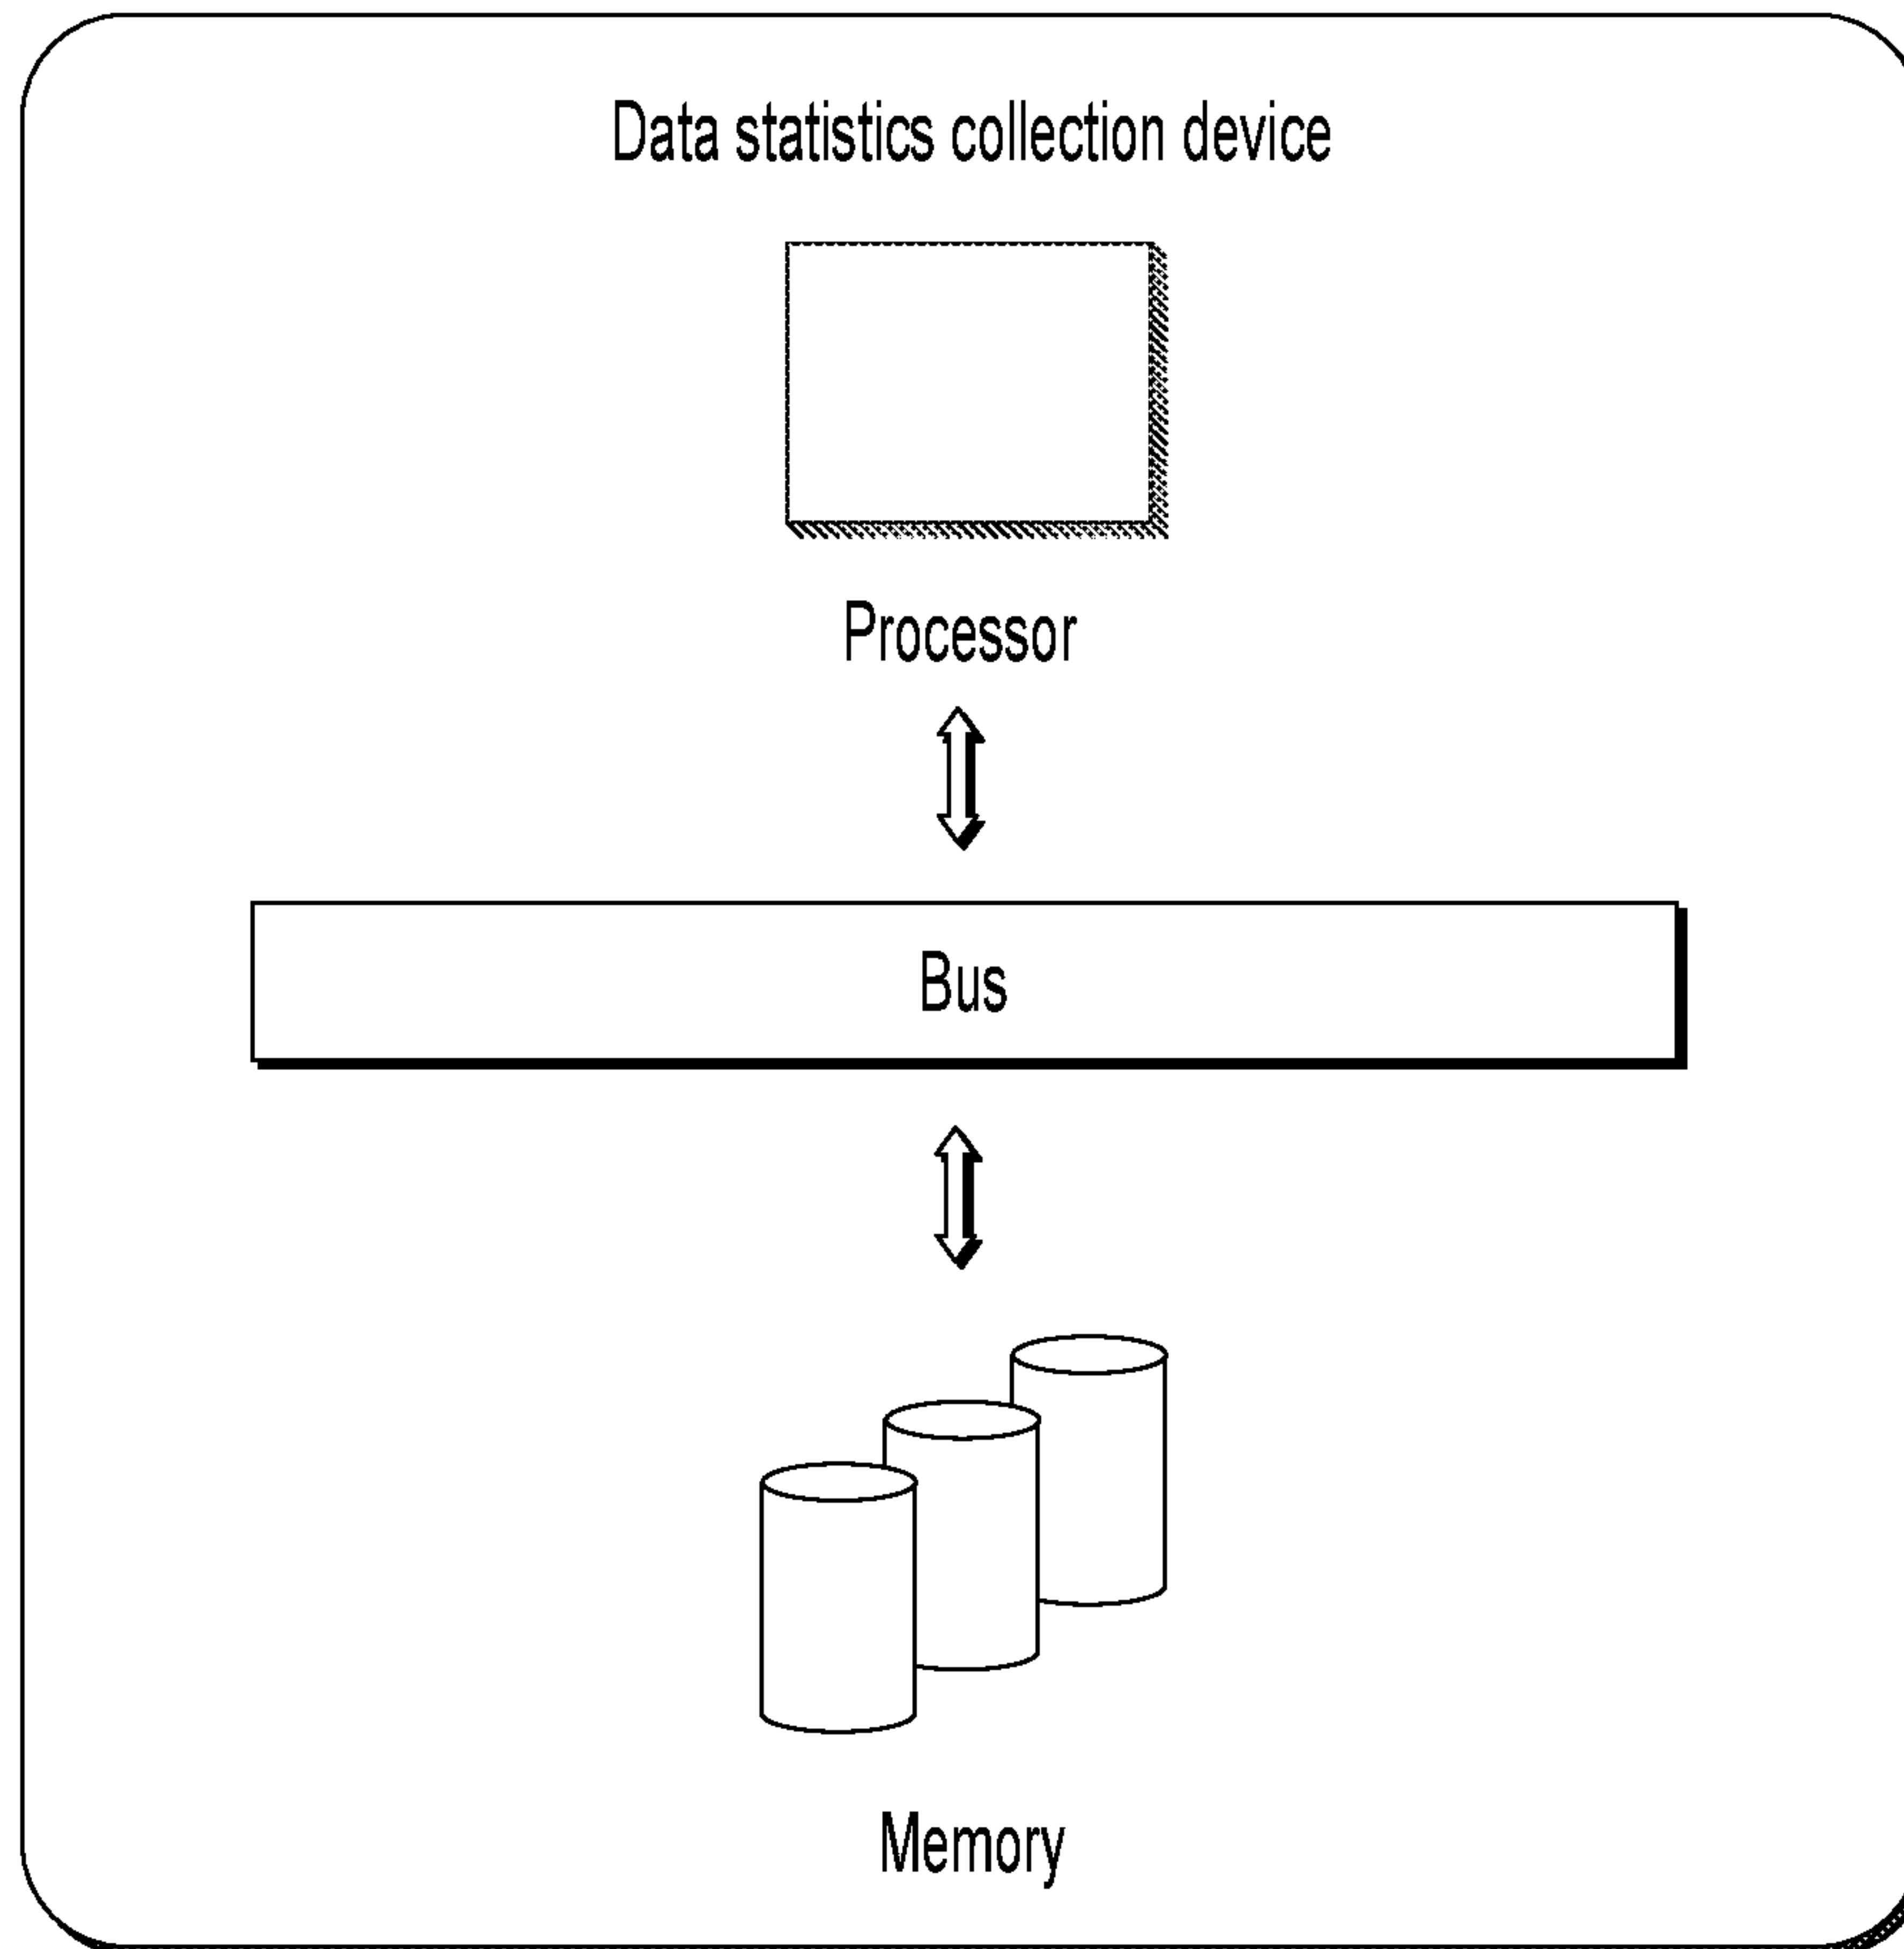 Data statistics collection device
Processor
Bus
Memory